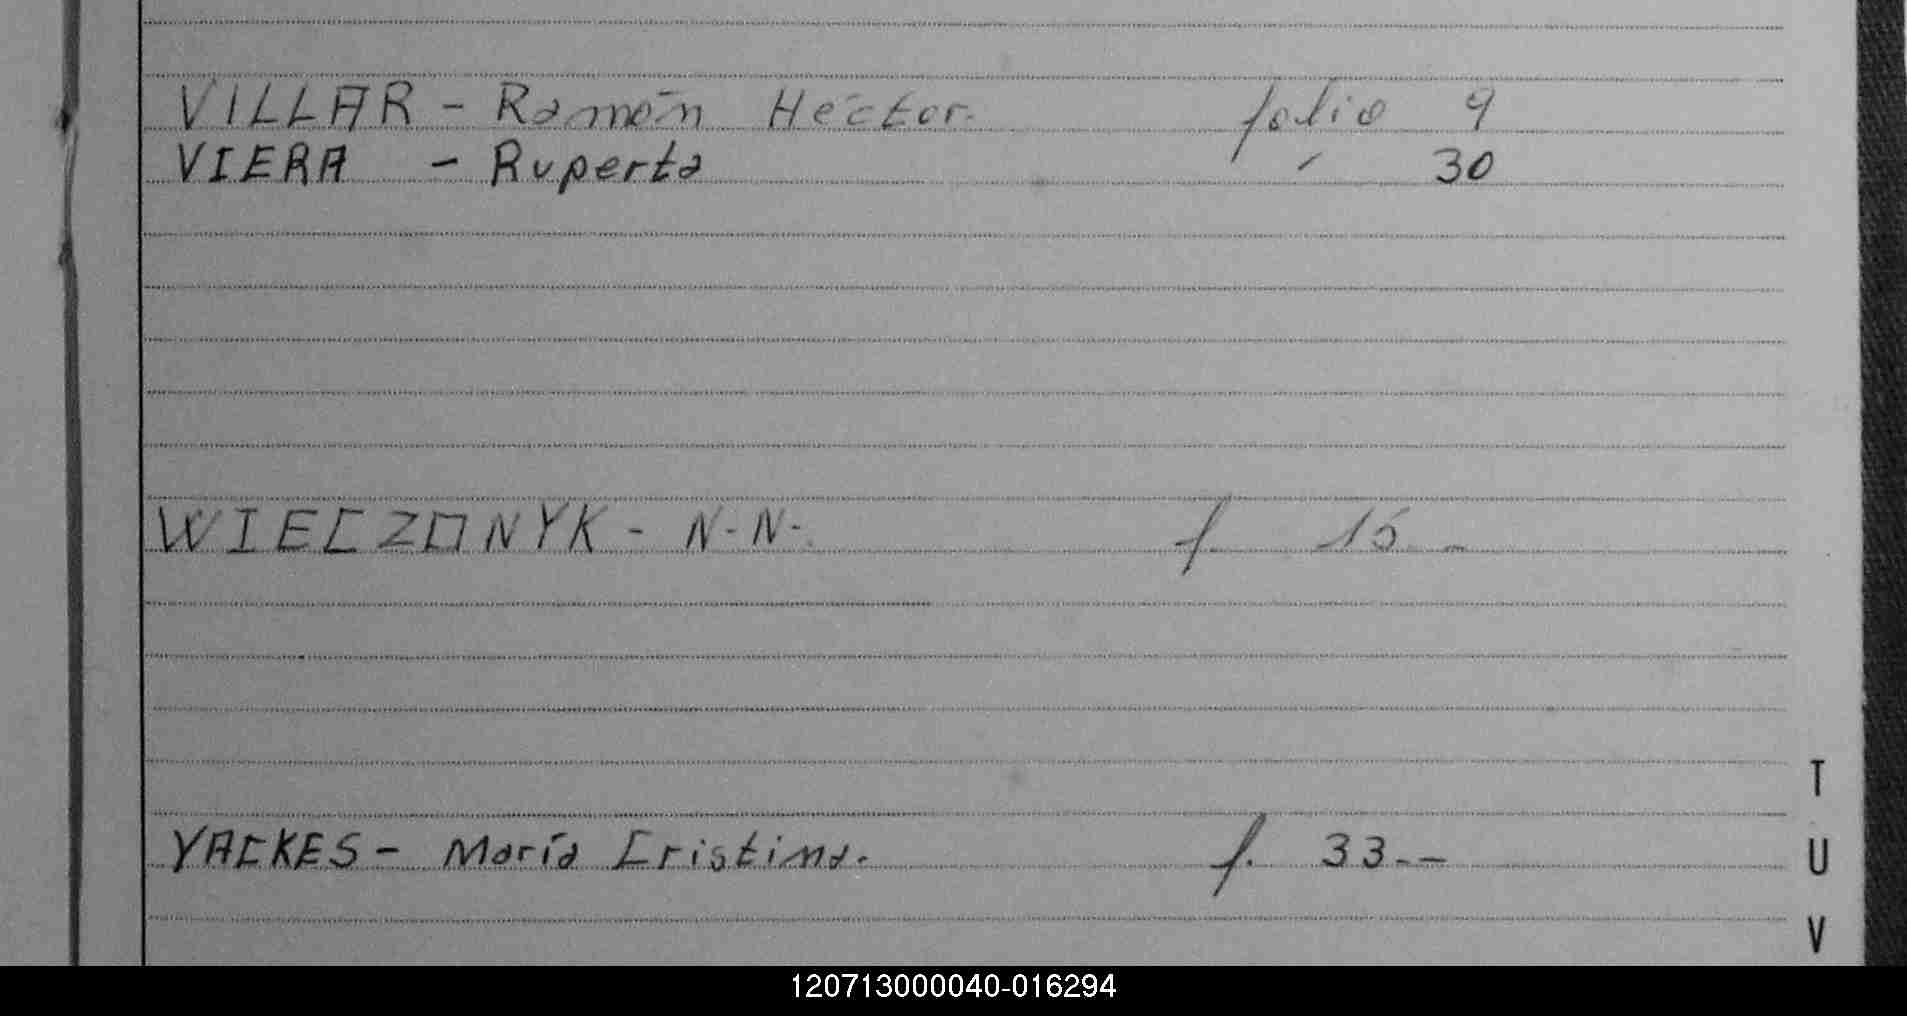 VILLAR - Ramón Héctor. folio 9
VIERA - Ruperta ″ 30
WIECZONYK - N-N-. f. 15 -
YACKES - María Cristina. f. 33.--
T
U
V
120713000040-016294